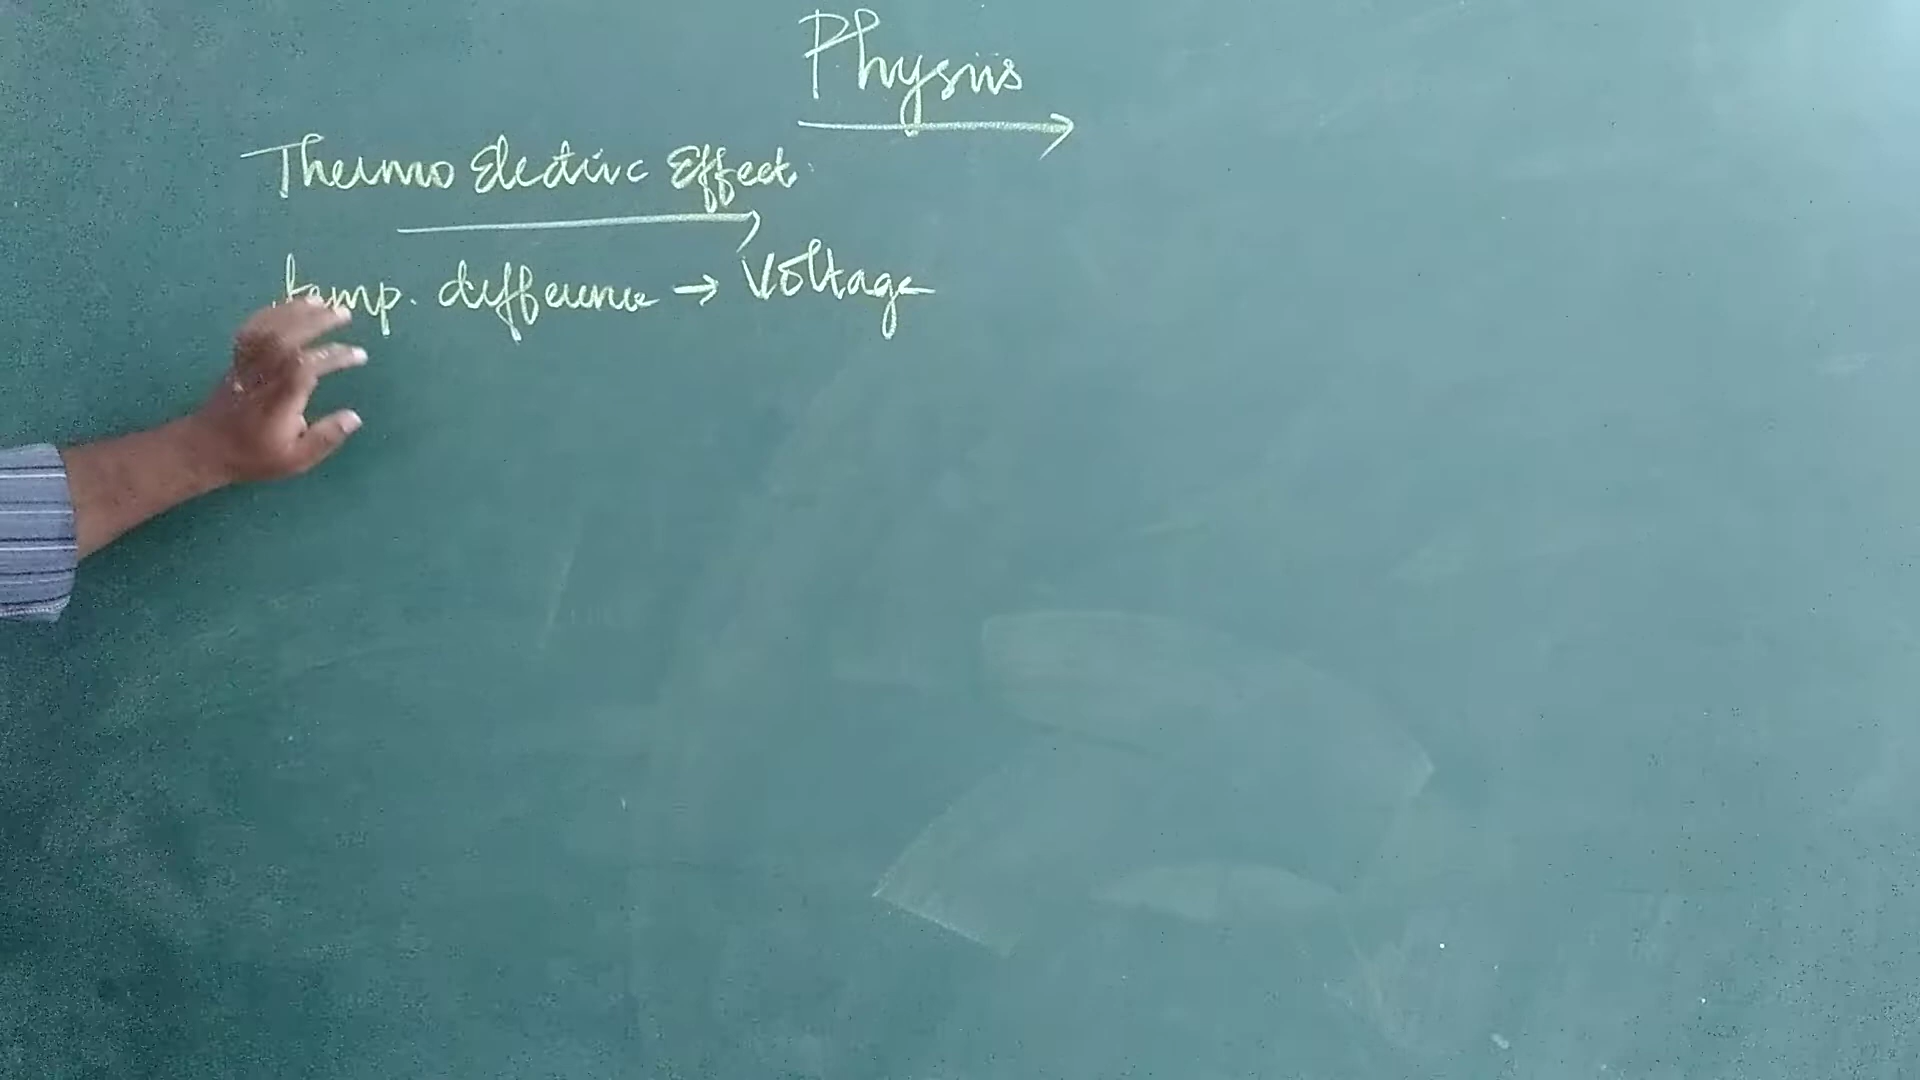 Physics
Thermo Electric Effect
temp. difference → Voltage